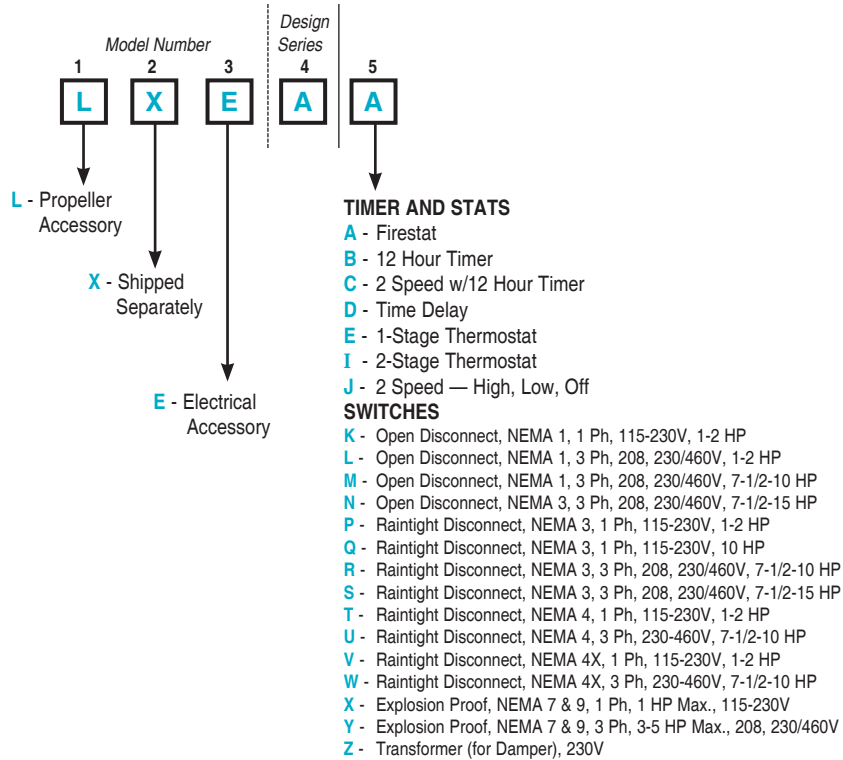 Design
Model Number Series
1 2 3 4 5
L X E A A
L - Propeller
Accessory
X - Shipped
Separately
E - Electrical
Accessory
TIMER AND STATS
A - Firestat
B - 12 Hour Timer
C - 2 Speed w/12 Hour Timer
D - Time Delay
E - 1-Stage Thermostat
I - 2-Stage Thermostat
J - 2 Speed — High, Low, Off
SWITCHES
K - Open Disconnect, NEMA 1, 1 Ph, 115-230V, 1-2 HP
L - Open Disconnect, NEMA 1, 3 Ph, 208, 230/460V, 1-2 HP
M - Open Disconnect, NEMA 1, 3 Ph, 208, 230/460V, 7-1/2-10 HP
N - Open Disconnect, NEMA 3, 3 Ph, 208, 230/460V, 7-1/2-15 HP
P - Raintight Disconnect, NEMA 3, 1 Ph, 115-230V, 1-2 HP
Q - Raintight Disconnect, NEMA 3, 1 Ph, 115-230V, 10 HP
R - Raintight Disconnect, NEMA 3, 3 Ph, 208, 230/460V, 7-1/2-10 HP
S - Raintight Disconnect, NEMA 3, 3 Ph, 208, 230/460V, 7-1/2-15 HP
T - Raintight Disconnect, NEMA 4, 1 Ph, 115-230V, 1-2 HP
U - Raintight Disconnect, NEMA 4, 3 Ph, 230-460V, 7-1/2-10 HP
V - Raintight Disconnect, NEMA 4X, 1 Ph, 115-230V, 1-2 HP
W - Raintight Disconnect, NEMA 4X, 3 Ph, 230-460V, 7-1/2-10 HP
X - Explosion Proof, NEMA 7 & 9, 1 Ph, 1 HP Max., 115-230V
Y - Explosion Proof, NEMA 7 & 9, 3 Ph, 3-5 HP Max., 208, 230/460V
Z - Transformer (for Damper), 230V